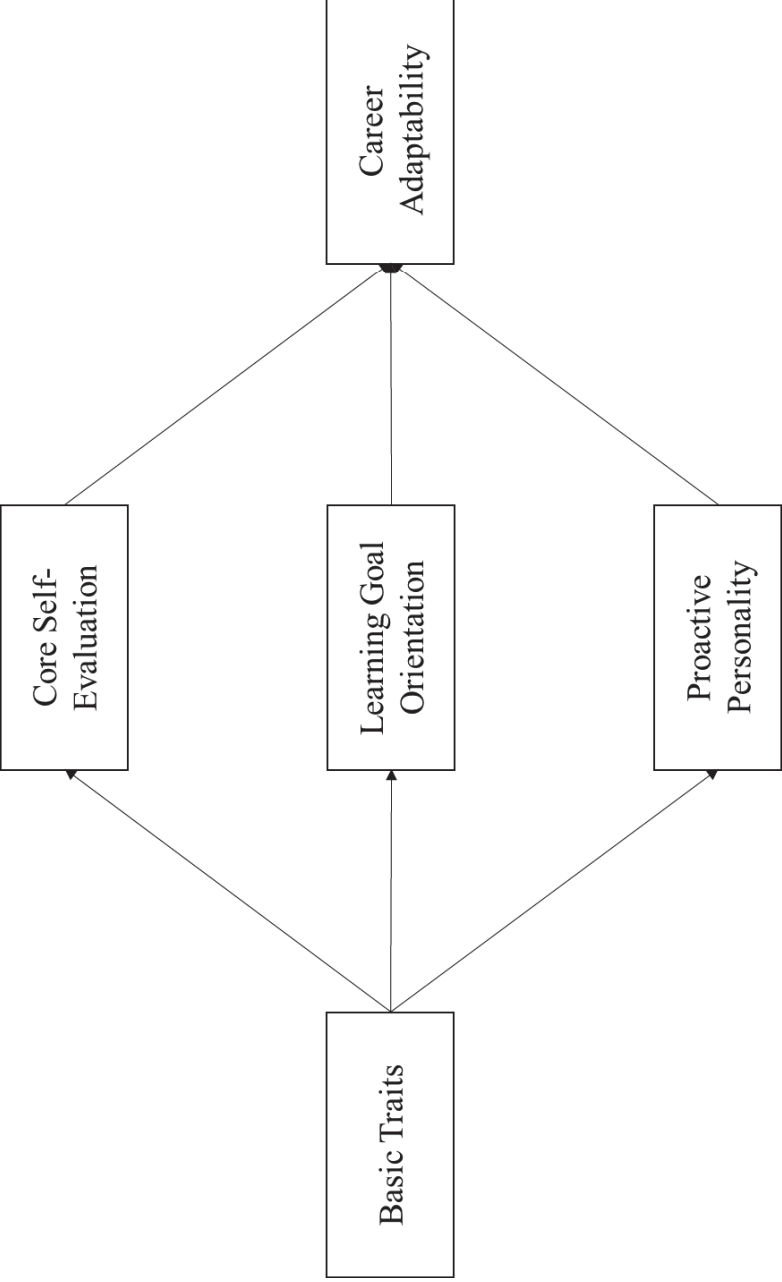 Basic Traits
Core Self-
Evaluation
Learning Goal
Orientation
Proactive
Personality
Career
Adaptability